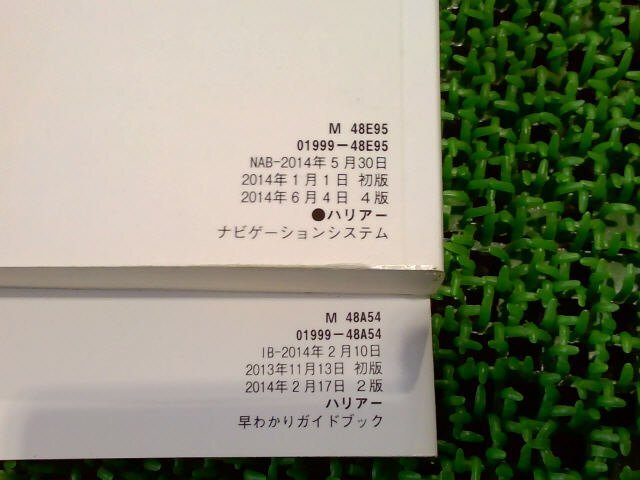 M 48E95
01999-48E95
NAB-2014年5月30日
2014年1月1日 初版
2014年6月4日 4版
●ハリアー
ナビゲーションシステム
M 48A54
01999-48A54
IB-2014年2月10日
2013年11月13日 初版
2014年2月17日 2版
ハリアー
早わかりガイドブック